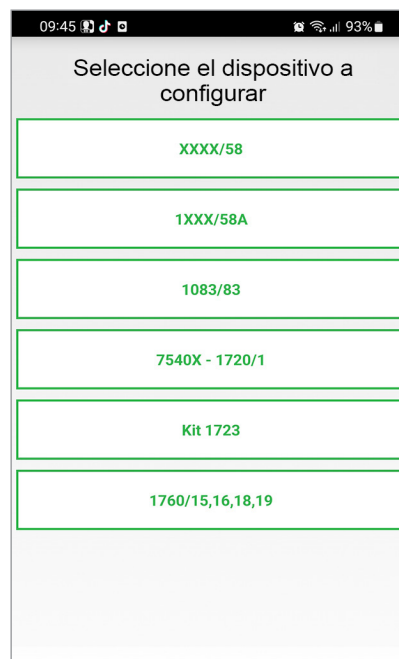 09:45 93%
Seleccione el dispositivo a
configurar
XXXX/58
1XXX/58A
1083/83
7540X - 1720/1
Kit 1723
1760/15,16,18,19